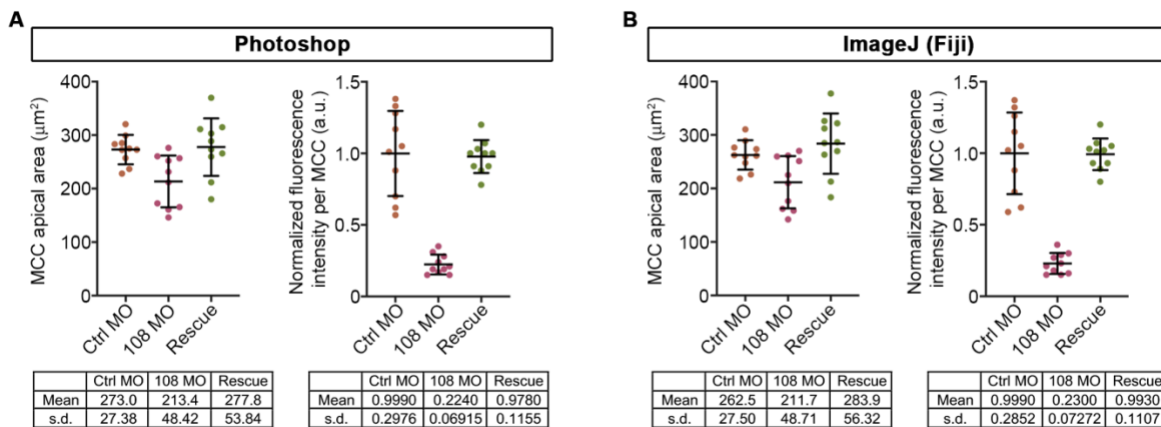 A
Photoshop
MCC apical area (μm²)
400
300
200
100
0
Ctrl MO
108 MO
Rescue
Normalized fluorescence
intensity per MCC (a.u.)
1.5
1.0
0.5
0
Ctrl MO
108 MO
Rescue
Ctrl MO 108 MO Rescue
Mean 273.0 213.4 277.8
s.d. 27.38 48.42 53.84
Ctrl MO 108 MO Rescue
Mean 0.9990 0.2240 0.9780
s.d. 0.2976 0.06915 0.1155
B
ImageJ (Fiji)
MCC apical area (μm²)
400
300
200
100
0
Ctrl MO
108 MO
Rescue
Normalized fluorescence
intensity per MCC (a.u.)
1.5
1.0
0.5
0
Ctrl MO
108 MO
Rescue
Ctrl MO 108 MO Rescue
Mean 262.5 211.7 283.9
s.d. 27.50 48.71 56.32
Ctrl MO 108 MO Rescue
Mean 0.9990 0.2300 0.9930
s.d. 0.2852 0.07272 0.1107